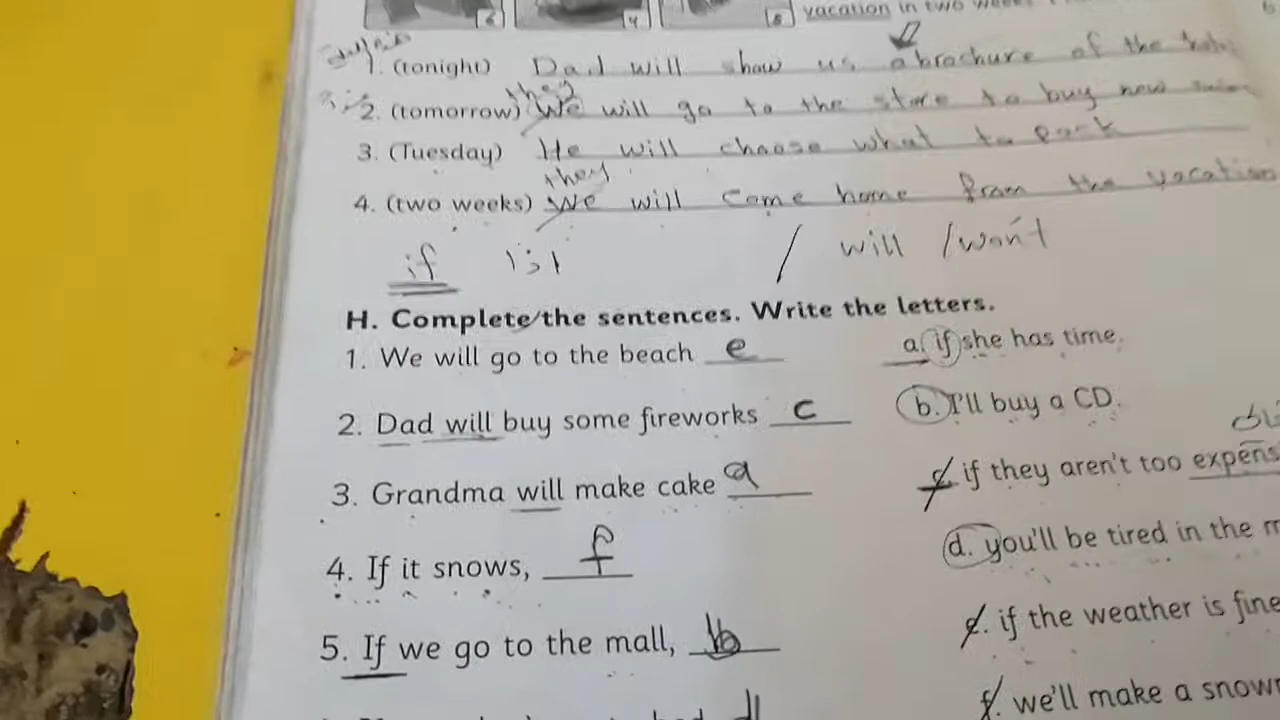 6 4 5 vacation in two
1. (tonight) Dad will show us a brochure of the
they
2. (tomorrow) We will go to the store to buy new
3. (Tuesday) He will choose what to pack
they
4. (two weeks) We will come home from the vacation
if اذا / will / won't
H. Complete the sentences. Write the letters.
1. We will go to the beach e a. if she has time.
2. Dad will buy some fireworks c b. I'll buy a CD.
3. Grandma will make cake a c. if they aren't too expens
4. If it snows, f d. you'll be tired in the m
5. If we go to the mall, b e. if the weather is fine
d f. we'll make a snow